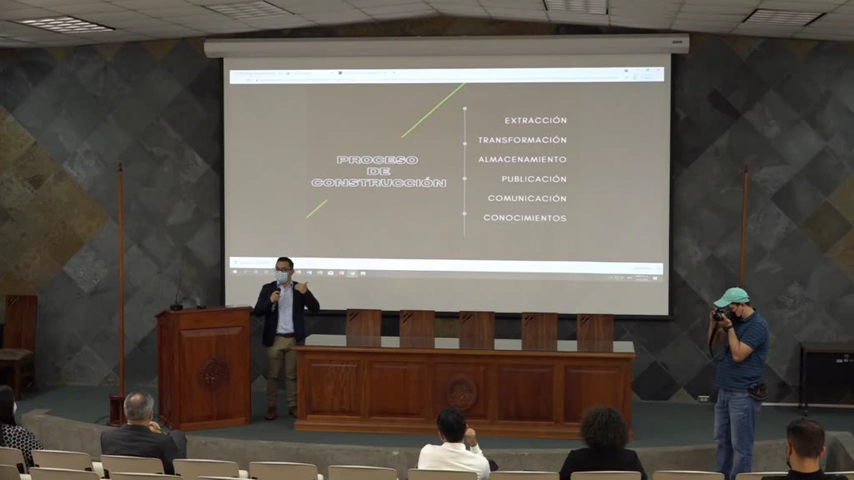 PROCESO
DE
CONSTRUCCIÓN
EXTRACCIÓN
TRANSFORMACIÓN
ALMACENAMIENTO
PUBLICACIÓN
COMUNICACIÓN
CONOCIMIENTOS